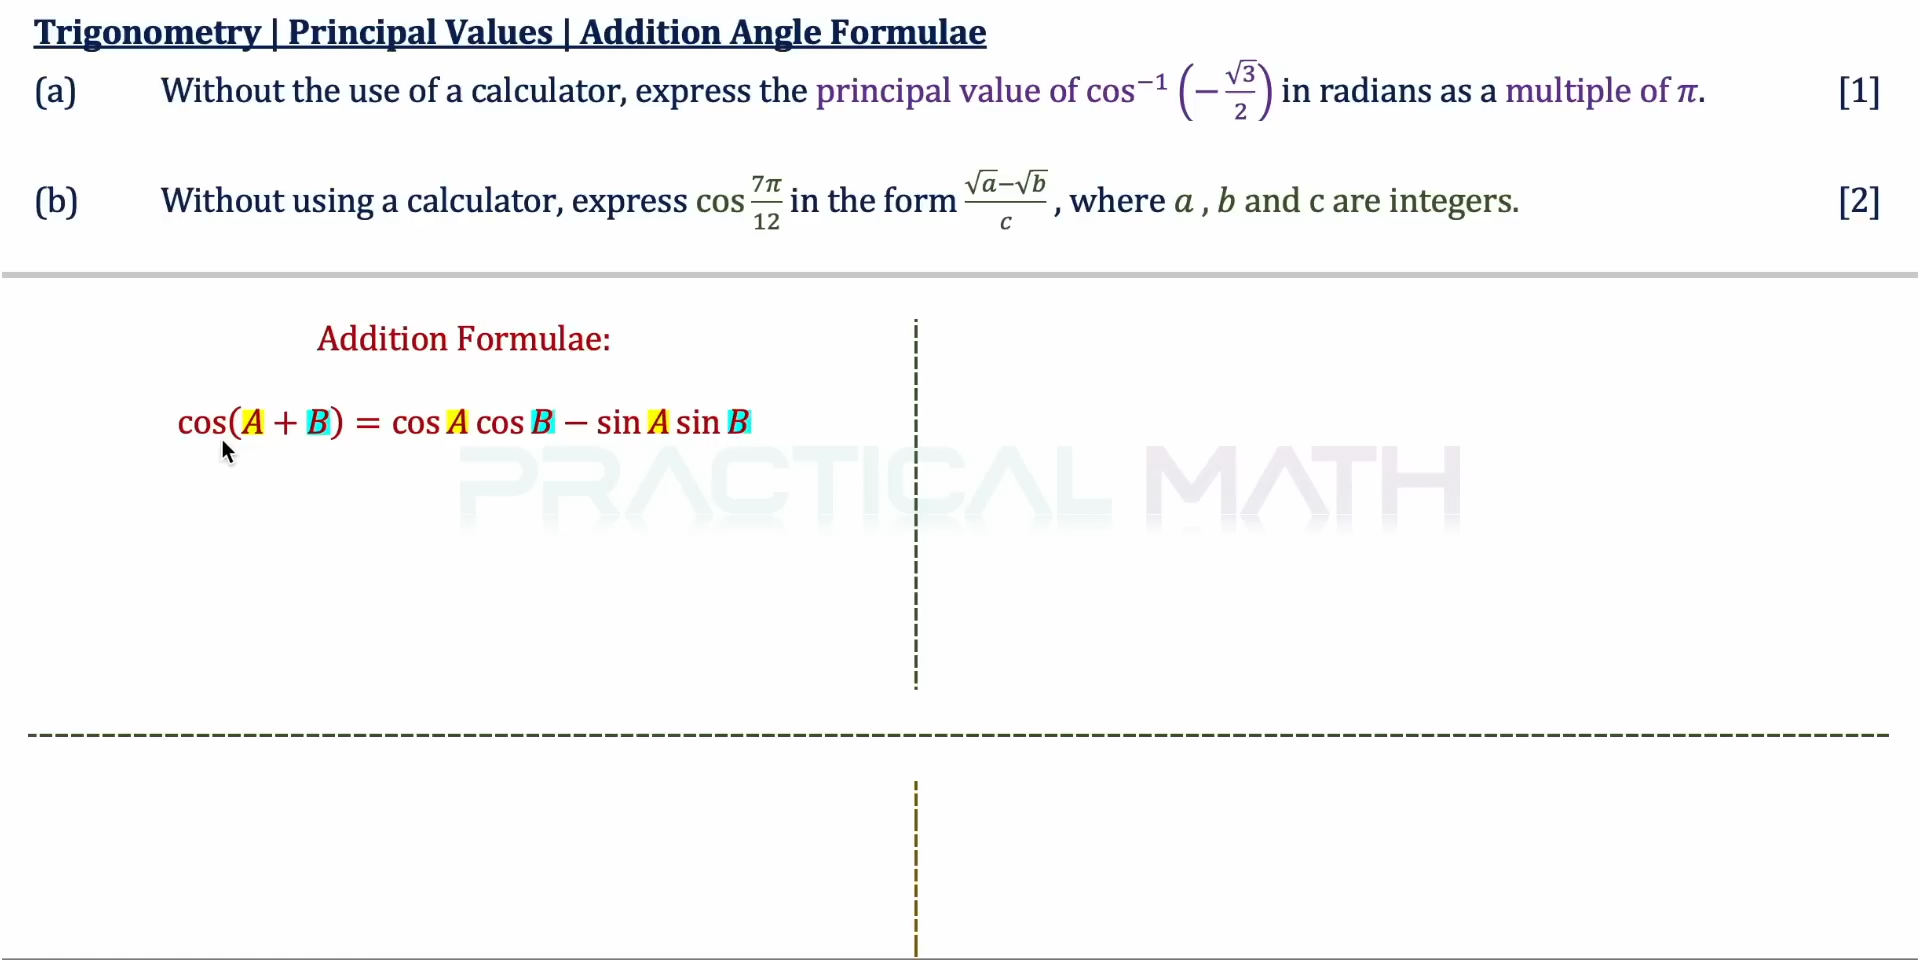 Trigonometry | Principal Values | Addition Angle Formulae
(a) Without the use of a calculator, express the principal value of cos⁻¹ (−√3/2) in radians as a multiple of π. [1]
(b) Without using a calculator, express cos 7π/12 in the form √a−√b/c , where a , b and c are integers. [2]
Addition Formulae:
cos(A + B) = cos A cos B − sin A sin B
PRACTICAL MATH